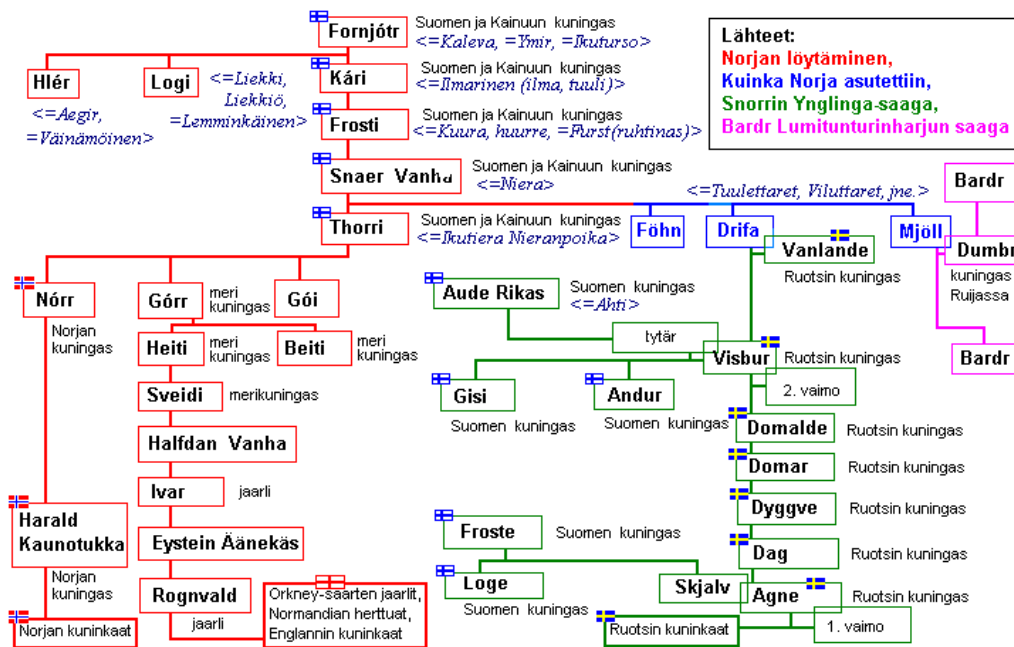 Fornjótr
Suomen ja Kainuun kuningas
<=Kaleva, =Ymir, =Ikuturso>
Lähteet:
Norjan löytäminen,
Kuinka Norja asutettiin,
Snorrin Ynglinga-saaga,
Bardr Lumitunturinharjun saaga
Hlér
<=Aegir,
=Väinämöinen>
Logi
<=Liekki,
Liekkiö,
=Lemminkäinen>
Kári
Suomen ja Kainuun kuningas
<=Ilmarinen (ilma, tuuli)>
Frosti
Suomen ja Kainuun kuningas
<=Kuura, huurre, =Furst(ruhtinas)>
Snaer Vanha
Suomen ja Kainuun kuningas
<=Niera>
<=Tuulettaret, Viluttaret, jne.>
Bardr
Thorri
Suomen ja Kainuun kuningas
<=Ikutiera Nieranpoika>
Föhn
Drifa
Mjöll
Vanlande
Ruotsin kuningas
Dumbr
kuningas
Ruijassa
Nórr
Norjan
kuningas
Górr
meri
kuningas
Gói
Aude Rikas
Suomen kuningas
<=Ahti>
Heiti
meri
kuningas
Beiti
meri
kuningas
tytär
Visbur
Ruotsin kuningas
Bardr
Sveidi
merikuningas
Gisi
Suomen kuningas
Andur
Suomen kuningas
2. vaimo
Halfdan Vanha
Domalde
Ruotsin kuningas
Domar
Ruotsin kuningas
Ivar
jaarli
Dyggve
Ruotsin kuningas
Harald
Kaunotukka
Norjan
kuningas
Eystein Äänekäs
Froste
Suomen kuningas
Dag
Ruotsin kuningas
Rognvald
jaarli
Orkney-saarten jaarlit,
Normandian herttuat,
Englannin kuninkaat
Loge
Suomen kuningas
Skjalv
Agne
Ruotsin kuningas
Norjan kuninkaat
Ruotsin kuninkaat
1. vaimo